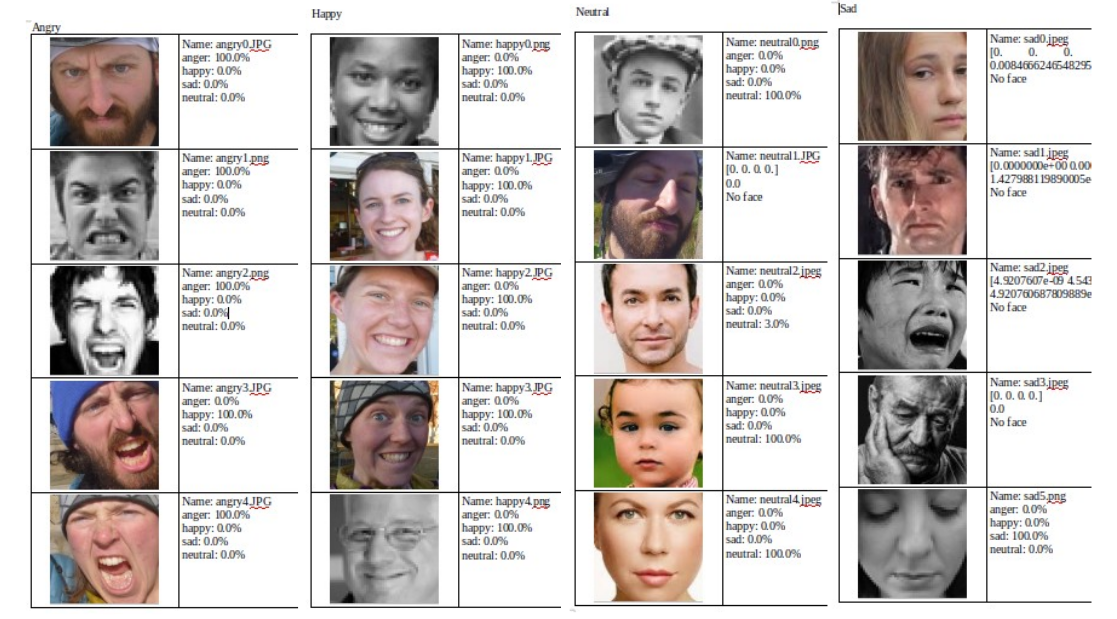 Angry
Name: angry0.JPG
anger: 100.0%
happy: 0.0%
sad: 0.0%
neutral: 0.0%
Name: angry1.png
anger: 100.0%
happy: 0.0%
sad: 0.0%
neutral: 0.0%
Name: angry2.png
anger: 100.0%
happy: 0.0%
sad: 0.0%
neutral: 0.0%
Name: angry3.JPG
anger: 0.0%
happy: 100.0%
sad: 0.0%
neutral: 0.0%
Name: angry4.JPG
anger: 100.0%
happy: 0.0%
sad: 0.0%
neutral: 0.0%
Happy
Name: happy0.png
anger: 0.0%
happy: 100.0%
sad: 0.0%
neutral: 0.0%
Name: happy1.JPG
anger: 0.0%
happy: 100.0%
sad: 0.0%
neutral: 0.0%
Name: happy2.JPG
anger: 0.0%
happy: 100.0%
sad: 0.0%
neutral: 0.0%
Name: happy3.JPG
anger: 0.0%
happy: 100.0%
sad: 0.0%
neutral: 0.0%
Name: happy4.png
anger: 0.0%
happy: 100.0%
sad: 0.0%
neutral: 0.0%
Neutral
Name: neutral0.png
anger: 0.0%
happy: 0.0%
sad: 0.0%
neutral: 100.0%
Name: neutral1.JPG
[0. 0. 0. 0.]
0.0
No face
Name: neutral2.jpeg
anger: 0.0%
happy: 0.0%
sad: 0.0%
neutral: 3.0%
Name: neutral3.jpeg
anger: 0.0%
happy: 0.0%
sad: 0.0%
neutral: 100.0%
Name: neutral4.jpeg
anger: 0.0%
happy: 0.0%
sad: 0.0%
neutral: 100.0%
Sad
Name: sad0.jpeg
[0. 0. 0.
0.0084666246548295
No face
Name: sad1.jpeg
[0.0000000e+00 0.00
1.427988119890005e
No face
Name: sad2.jpeg
[4.9207607e-09 4.543
4.920760687809889e
No face
Name: sad3.jpeg
[0. 0. 0. 0.]
0.0
No face
Name: sad5.png
anger: 0.0%
happy: 0.0%
sad: 100.0%
neutral: 0.0%